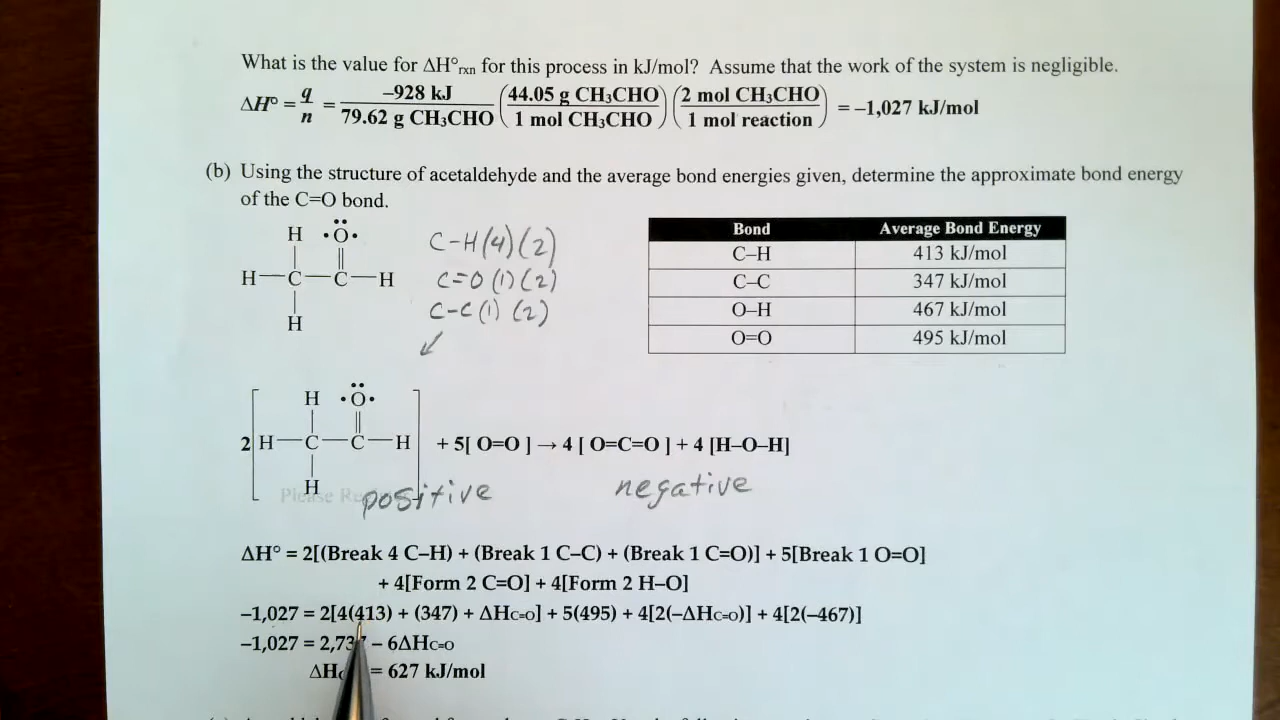 What is the value for ΔH°rxn for this process in kJ/mol? Assume that the work of the system is negligible.
ΔH° = q/n = –928 kJ / 79.62 g CH₃CHO (44.05 g CH₃CHO / 1 mol CH₃CHO) (2 mol CH₃CHO / 1 mol reaction) = –1,027 kJ/mol
(b) Using the structure of acetaldehyde and the average bond energies given, determine the approximate bond energy
of the C=O bond.
H O
H—C—C—H
H
C-H (4) (2)
C=O (1) (2)
C-C (1) (2)
Bond Average Bond Energy
C–H 413 kJ/mol
C–C 347 kJ/mol
O–H 467 kJ/mol
O=O 495 kJ/mol
H O
2[H—C—C—H] + 5[ O=O ] → 4 [ O=C=O ] + 4 [H–O–H]
H
Please
positive negative
ΔH° = 2[(Break 4 C–H) + (Break 1 C–C) + (Break 1 C=O)] + 5[Break 1 O=O]
+ 4[Form 2 C=O] + 4[Form 2 H–O]
–1,027 = 2[4(413) + (347) + ΔHC=O] + 5(495) + 4[2(–ΔHC=O)] + 4[2(–467)]
–1,027 = 2,73 – 6ΔHC=O
ΔH = 627 kJ/mol